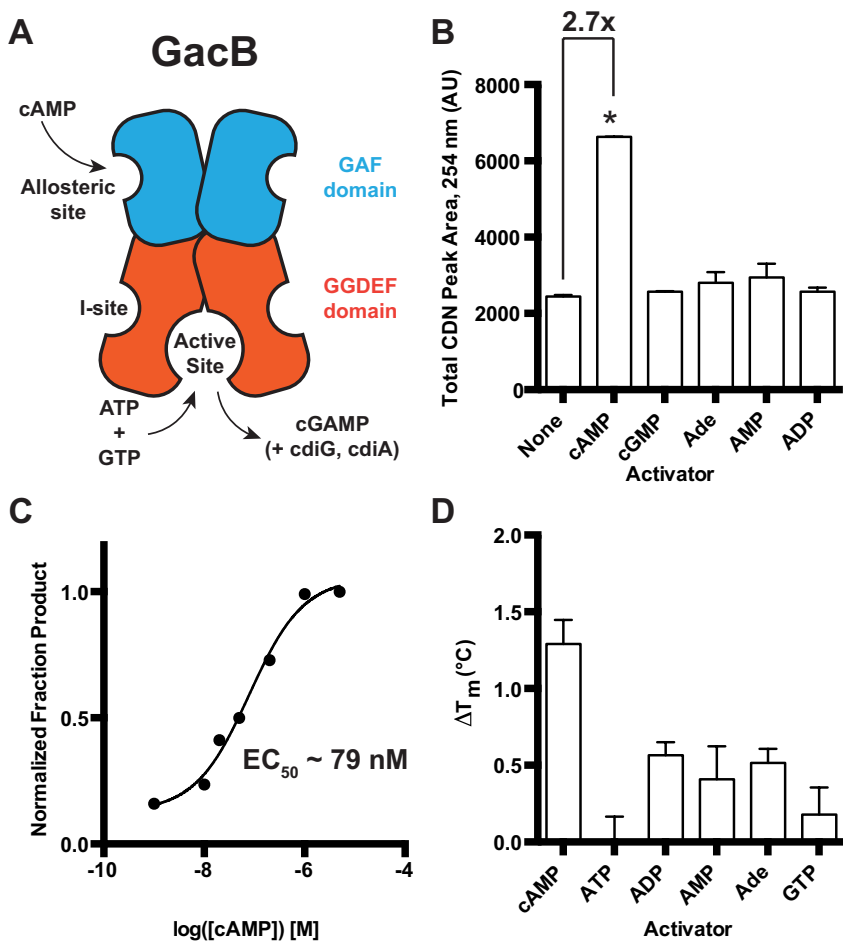 A
GacB
cAMP
Allosteric
site
GAF
domain
I-site
GGDEF
domain
Active
Site
ATP
+
GTP
cGAMP
(+ cdiG, cdiA)
B
2.7x
*
Total CDN Peak Area, 254 nm (AU)
8000
6000
4000
2000
0
None
cAMP
cGMP
Ade
AMP
ADP
Activator
C
Normalized Fraction Product
1.0
0.5
0.0
EC50 ~ 79 nM
-10
-8
-6
-4
log([cAMP]) [M]
D
ΔTm (°C)
2.0
1.5
1.0
0.5
0.0
cAMP
ATP
ADP
AMP
Ade
GTP
Activator